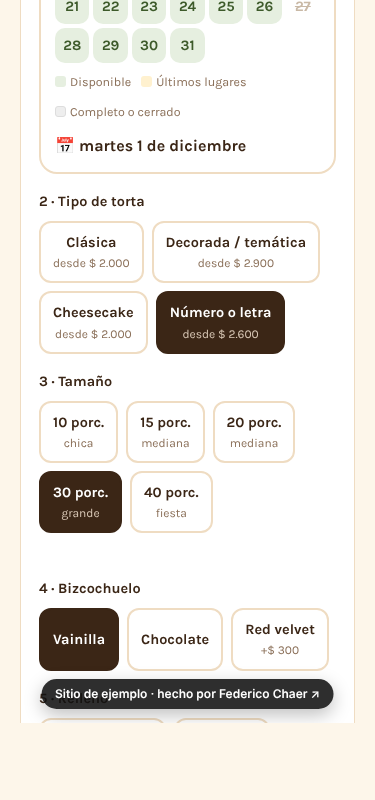 21 22 23 24 25 26 27
28 29 30 31
Disponible Últimos lugares
Completo o cerrado
📅 martes 1 de diciembre
2 · Tipo de torta
Clásica Decorada / temática
desde $ 2.000 desde $ 2.900
Cheesecake Número o letra
desde $ 2.000 desde $ 2.600
3 · Tamaño
10 porc. 15 porc. 20 porc.
chica mediana mediana
30 porc. 40 porc.
grande fiesta
4 · Bizcochuelo
Vainilla Chocolate Red velvet
+$ 300
5 · Relleno
Sitio de ejemplo · hecho por Federico Chaer ↗